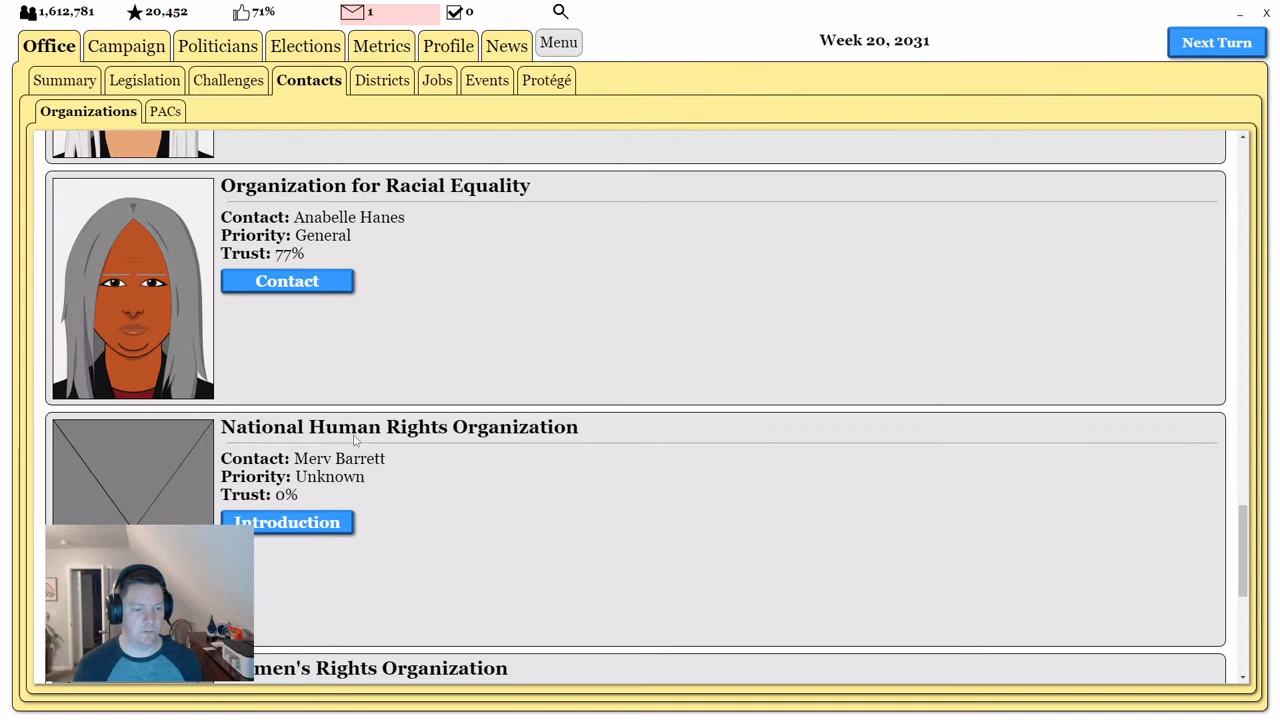 1,612,781 20,452 71% 1 0
Office Campaign Politicians Elections Metrics Profile News Menu Week 20, 2031 Next Turn
Summary Legislation Challenges Contacts Districts Jobs Events Protégé
Organizations PACs
Organization for Racial Equality
Contact: Anabelle Hanes
Priority: General
Trust: 77%
Contact
National Human Rights Organization
Contact: Merv Barrett
Priority: Unknown
Trust: 0%
Introduction
men's Rights Organization